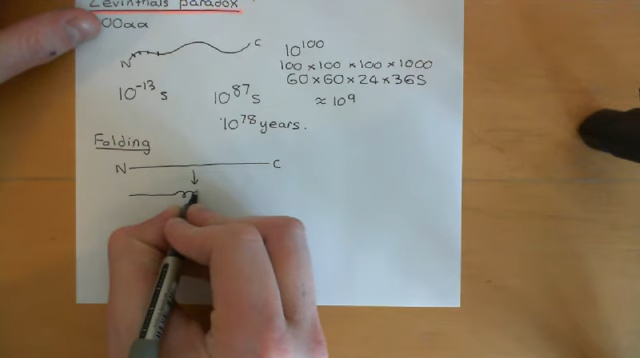 Levinthals paradox
00aa
N C
10^100
100 × 100 × 100 × 1000
60 × 60 × 24 × 365
10^-13 s 10^87 s ≈ 10^9
10^78 years.
Folding
N C